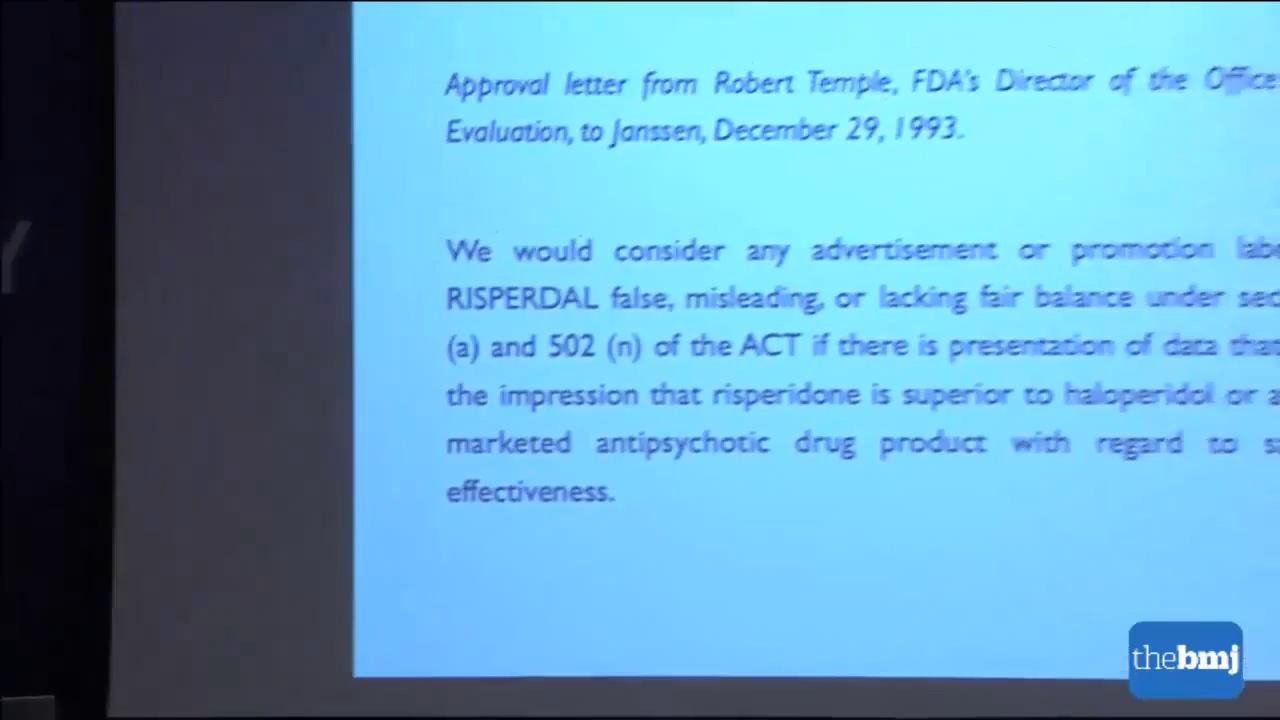 Y
Approval letter from Robert Temple, FDA's Director of the Office
Evaluation, to Janssen, December 29, 1993.
We would consider any advertisement or promotion
RISPERDAL false, misleading, or lacking fair balance under
(a) and 502 (n) of the ACT if there is presentation of data
the impression that risperidone is superior to haloperidol or
marketed antipsychotic drug product with regard to
effectiveness.
thebmj